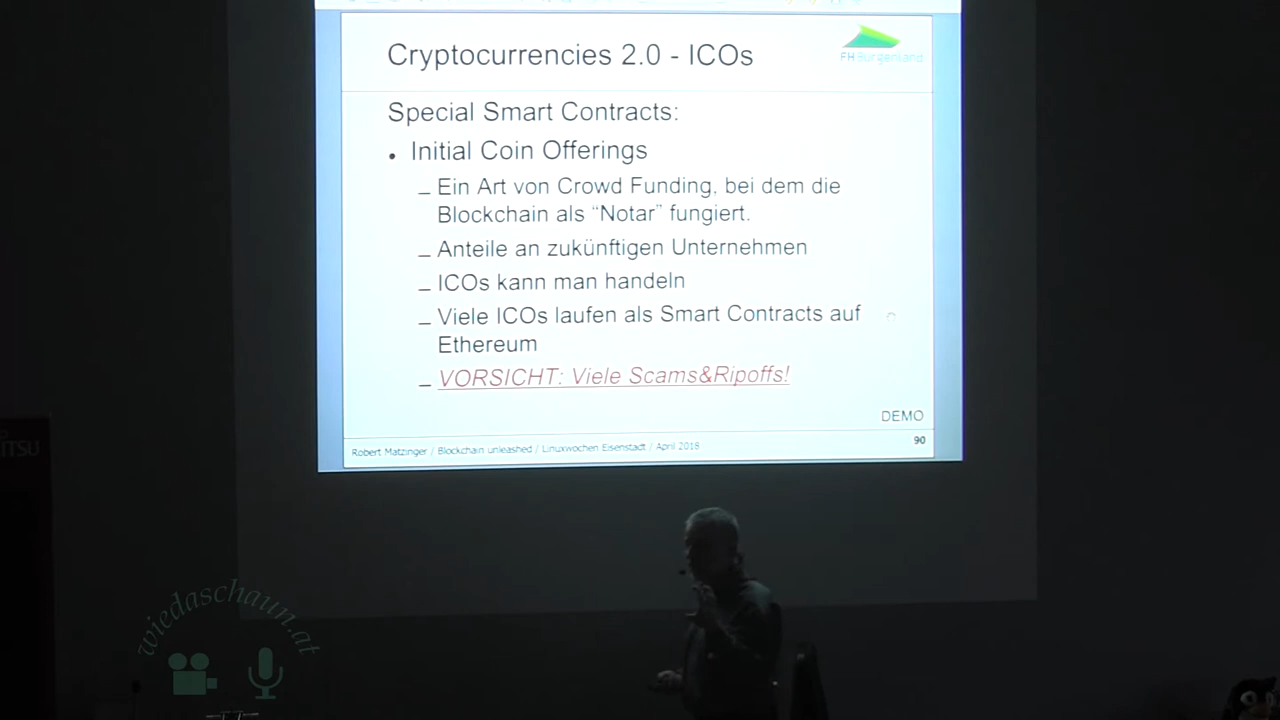 Cryptocurrencies 2.0 - ICOs
FH Burgenland
Special Smart Contracts:
• Initial Coin Offerings
– Ein Art von Crowd Funding, bei dem die
Blockchain als “Notar” fungiert.
– Anteile an zukünftigen Unternehmen
– ICOs kann man handeln
– Viele ICOs laufen als Smart Contracts auf
Ethereum
– VORSICHT: Viele Scams&Ripoffs!
DEMO
Robert Matzinger / Blockchain unleashed / Linuxwochen Eisenstadt / April 2018
90
wiedaschaun.at